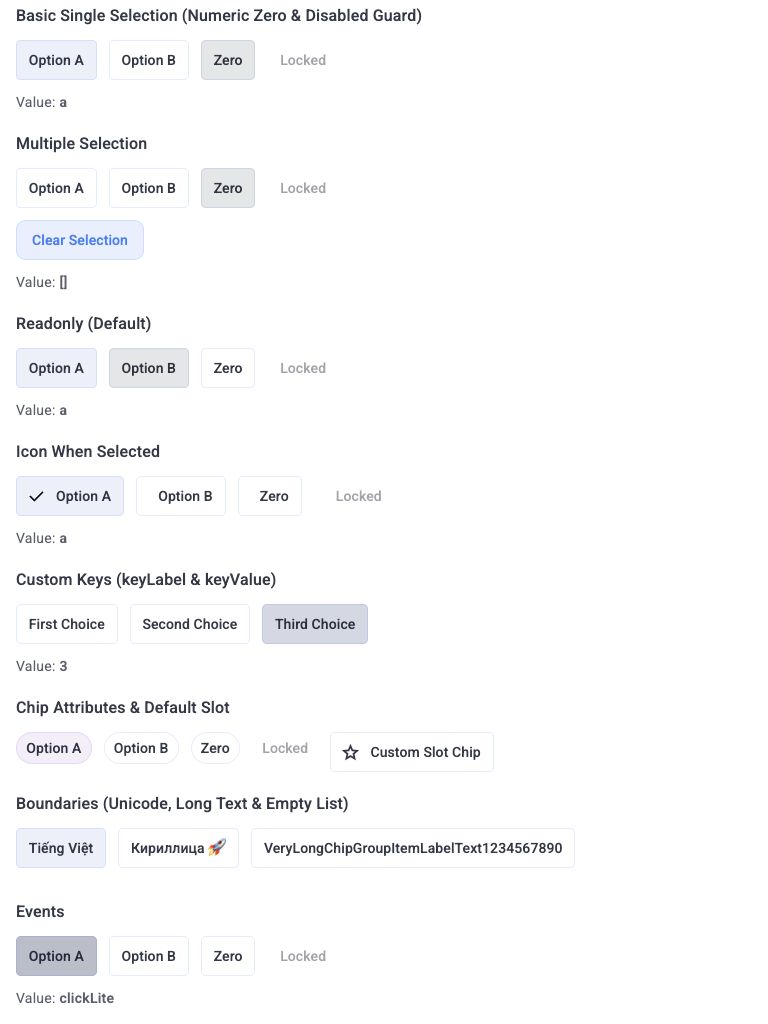 Basic Single Selection (Numeric Zero & Disabled Guard)
Option A Option B Zero Locked
Value: a
Multiple Selection
Option A Option B Zero Locked
Clear Selection
Value: []
Readonly (Default)
Option A Option B Zero Locked
Value: a
Icon When Selected
Option A Option B Zero Locked
Value: a
Custom Keys (keyLabel & keyValue)
First Choice Second Choice Third Choice
Value: 3
Chip Attributes & Default Slot
Option A Option B Zero Locked Custom Slot Chip
Boundaries (Unicode, Long Text & Empty List)
Tiếng Việt Кириллица 🚀 VeryLongChipGroupItemLabelText1234567890
Events
Option A Option B Zero Locked
Value: clickLite